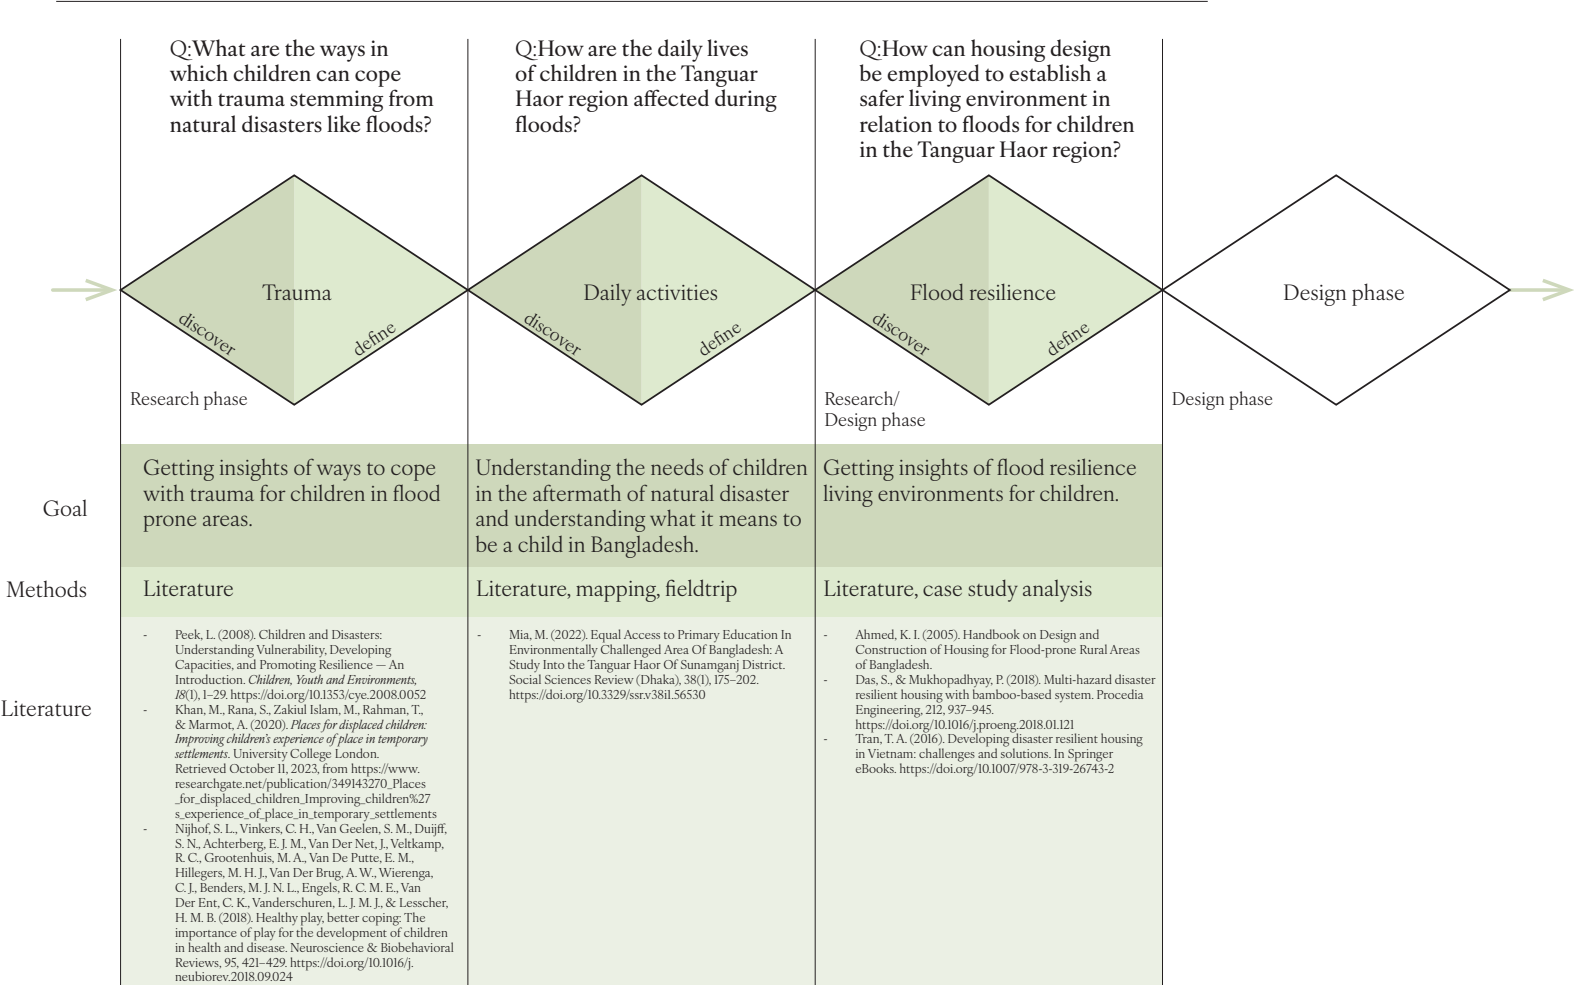 Q:What are the ways in
which children can cope
with trauma stemming from
natural disasters like floods?
Q:How are the daily lives
of children in the Tanguar
Haor region affected during
floods?
Q:How can housing design
be employed to establish a
safer living environment in
relation to floods for children
in the Tanguar Haor region?
Trauma
discover
define
Daily activities
discover
define
Flood resilience
discover
define
Design phase
Research phase
Research/
Design phase
Design phase
Goal
Getting insights of ways to cope
with trauma for children in flood
prone areas.
Understanding the needs of children
in the aftermath of natural disaster
and understanding what it means to
be a child in Bangladesh.
Getting insights of flood resilience
living environments for children.
Methods
Literature
Literature, mapping, fieldtrip
Literature, case study analysis
Literature
- Peek, L. (2008). Children and Disasters:
Understanding Vulnerability, Developing
Capacities, and Promoting Resilience — An
Introduction. Children, Youth and Environments,
18(1), 1–29. https://doi.org/10.1353/cye.2008.0052
- Khan, M., Rana, S., Zakiul Islam, M., Rahman, T.,
& Marmot, A. (2020). Places for displaced children:
Improving children's experience of place in temporary
settlements. University College London.
Retrieved October 11, 2023, from https://www.
researchgate.net/publication/349143270_Places
_for_displaced_children_Improving_children%27
s_experience_of_place_in_temporary_settlements
- Nijhof, S. L., Vinkers, C. H., Van Geelen, S. M., Duijff,
S. N., Achterberg, E. J. M., Van Der Net, J., Veltkamp,
R. C., Grootenhuis, M. A., Van De Putte, E. M.,
Hillegers, M. H. J., Van Der Brug, A. W., Wierenga,
C. J., Benders, M. J. N. L., Engels, R. C. M. E., Van
Der Ent, C. K., Vanderschuren, L. J. M. J., & Lesscher,
H. M. B. (2018). Healthy play, better coping: The
importance of play for the development of children
in health and disease. Neuroscience & Biobehavioral
Reviews, 95, 421–429. https://doi.org/10.1016/j.
neubiorev.2018.09.024
- Mia, M. (2022). Equal Access to Primary Education In
Environmentally Challenged Area Of Bangladesh: A
Study Into the Tanguar Haor Of Sunamganj District.
Social Sciences Review (Dhaka), 38(1), 175–202.
https://doi.org/10.3329/ssr.v38i1.56530
- Ahmed, K. I. (2005). Handbook on Design and
Construction of Housing for Flood-prone Rural Areas
of Bangladesh.
- Das, S., & Mukhopadhyay, P. (2018). Multi-hazard disaster
resilient housing with bamboo-based system. Procedia
Engineering, 212, 937–945.
https://doi.org/10.1016/j.proeng.2018.01.121
- Tran, T. A. (2016). Developing disaster resilient housing
in Vietnam: challenges and solutions. In Springer
eBooks. https://doi.org/10.1007/978-3-319-26743-2